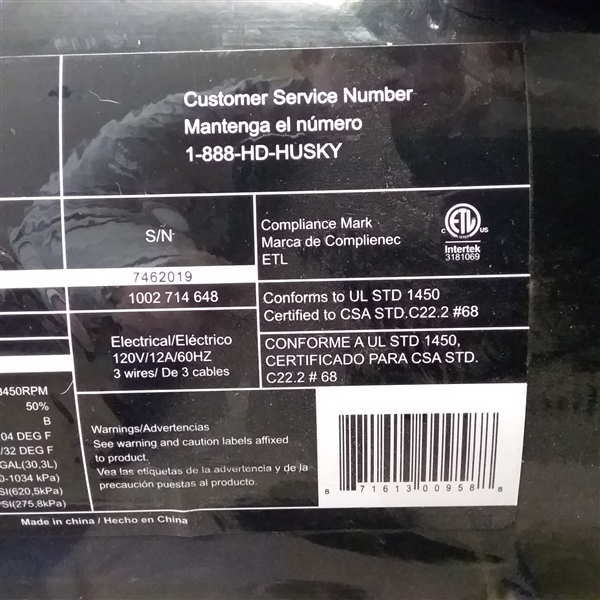 Customer Service Number
Mantenga el número
1-888-HD-HUSKY
S/N
7462019
1002 714 648
Compliance Mark
Marca de Complienec
ETL
C ETL US
Intertek
3181069
Conforms to UL STD 1450
Certified to CSA STD.C22.2 #68
Electrical/Eléctrico
120V/12A/60HZ
3 wires/ De 3 cables
CONFORME A UL STD 1450,
CERTIFICADO PARA CSA STD.
C22.2 # 68
3450RPM
50%
B
04 DEG F
/32 DEG F
GAL(30,3L)
0-1034 kPa)
SI(620,5kPa)
PSI(275,8kPa)
Warnings/Advertencias
See warning and caution labels affixed
to product.
Vea las etiquetas de la advertencia y de la
precaución puestas al producto.
8 71613 00958 8
Made in china / Hecho en China